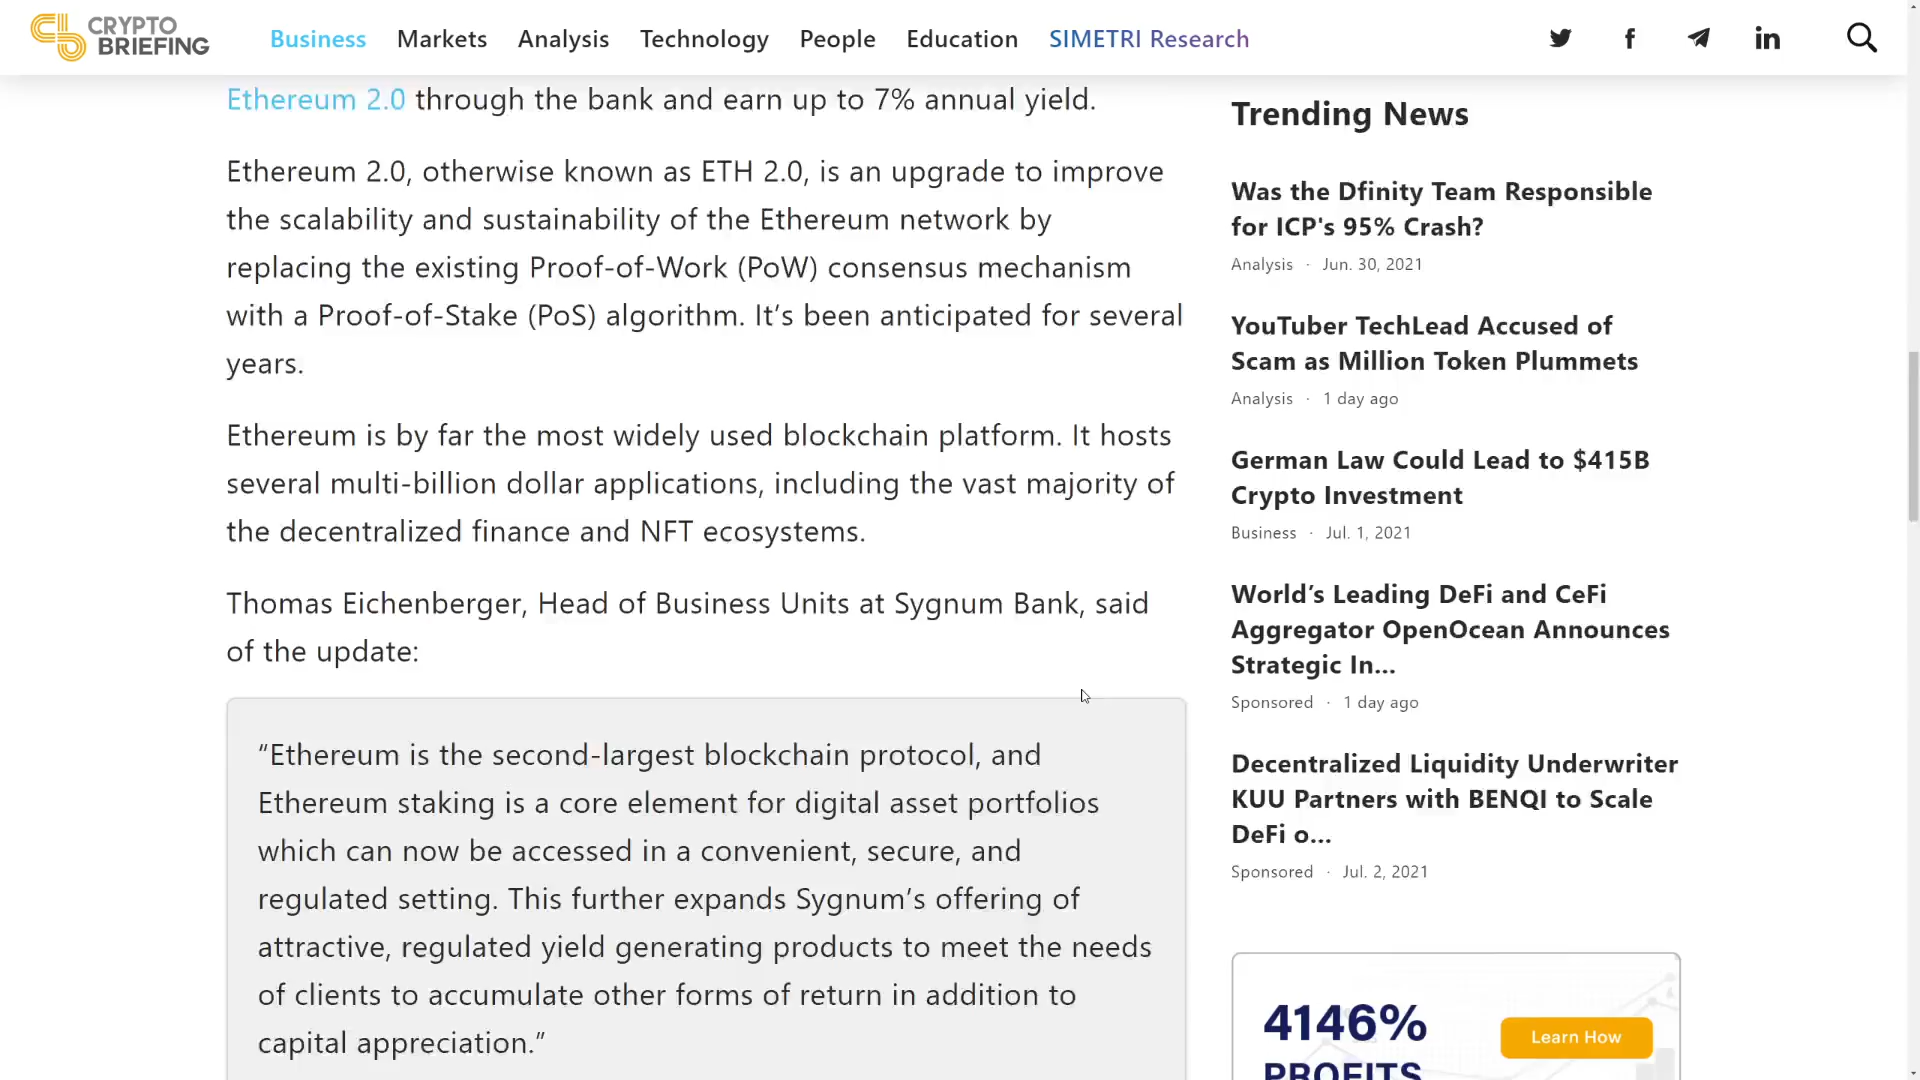 CRYPTO
BRIEFING
Business Markets Analysis Technology People Education SIMETRI Research
Ethereum 2.0 through the bank and earn up to 7% annual yield.
Ethereum 2.0, otherwise known as ETH 2.0, is an upgrade to improve
the scalability and sustainability of the Ethereum network by
replacing the existing Proof-of-Work (PoW) consensus mechanism
with a Proof-of-Stake (PoS) algorithm. It’s been anticipated for several
years.
Ethereum is by far the most widely used blockchain platform. It hosts
several multi-billion dollar applications, including the vast majority of
the decentralized finance and NFT ecosystems.
Thomas Eichenberger, Head of Business Units at Sygnum Bank, said
of the update:
“Ethereum is the second-largest blockchain protocol, and
Ethereum staking is a core element for digital asset portfolios
which can now be accessed in a convenient, secure, and
regulated setting. This further expands Sygnum’s offering of
attractive, regulated yield generating products to meet the needs
of clients to accumulate other forms of return in addition to
capital appreciation.”
Trending News
Was the Dfinity Team Responsible
for ICP's 95% Crash?
Analysis · Jun. 30, 2021
YouTuber TechLead Accused of
Scam as Million Token Plummets
Analysis · 1 day ago
German Law Could Lead to $415B
Crypto Investment
Business · Jul. 1, 2021
World’s Leading DeFi and CeFi
Aggregator OpenOcean Announces
Strategic In...
Sponsored · 1 day ago
Decentralized Liquidity Underwriter
KUU Partners with BENQI to Scale
DeFi o...
Sponsored · Jul. 2, 2021
4146%
PROFITS
Learn How